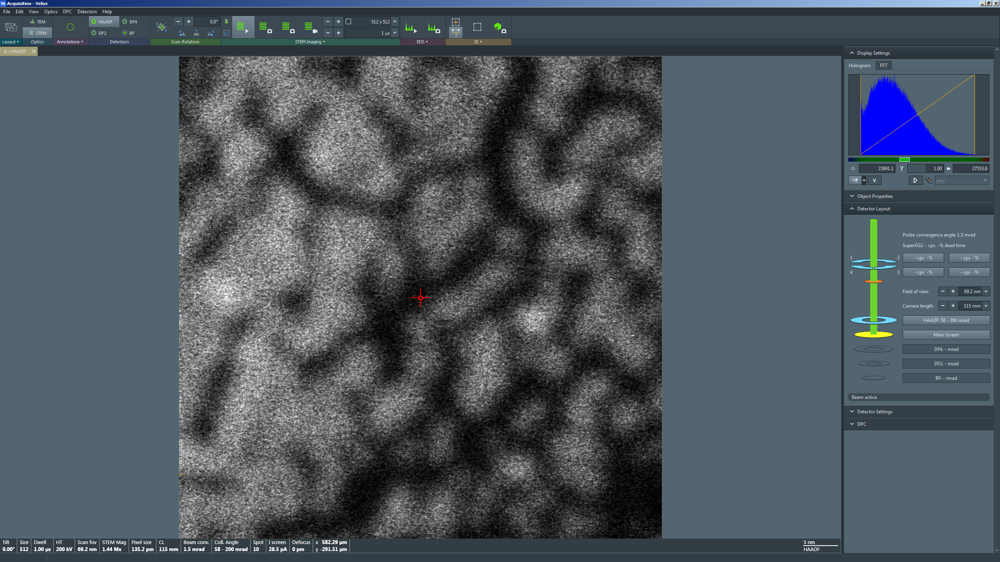 Ve Acquisition - Velox
File Edit View Optics DPC Detectors Help
TEM HAADF DF4 0.0° 512 x 512
STEM DF2 BF 1 µs
Layout Optics Annotations Detectors Scan Rotation STEM Imaging EDS SI
A : HAADF
Display Settings
Histogram FFT
23841.1 γ 1.00 27553.6
V gray
Object Properties
Detector Layout
Probe convergence angle: 1.5 mrad
SuperXG2: - cps -% dead time
1 2 - cps -% - cps -%
4 3 - cps -% - cps -%
Field of view 69.2 nm
Camera length 115 mm
HAADF: 58 - 200 mrad
Main Screen
DF4: - mrad
DF2: - mrad
BF: - mrad
Beam active
Detector Settings
DPC
Tilt Size Dwell HT Scan fov STEM Mag Pixel size CL Beam conv. Coll. Angle Spot I screen Defocus x 582.29 µm
0.00° 512 1.00 µs 200 kV 69.2 nm 1.44 Mx 135.2 pm 115 mm 1.5 mrad 58 - 200 mrad 10 28.5 pA 0 pm y -291.51 µm
5 nm
HAADF